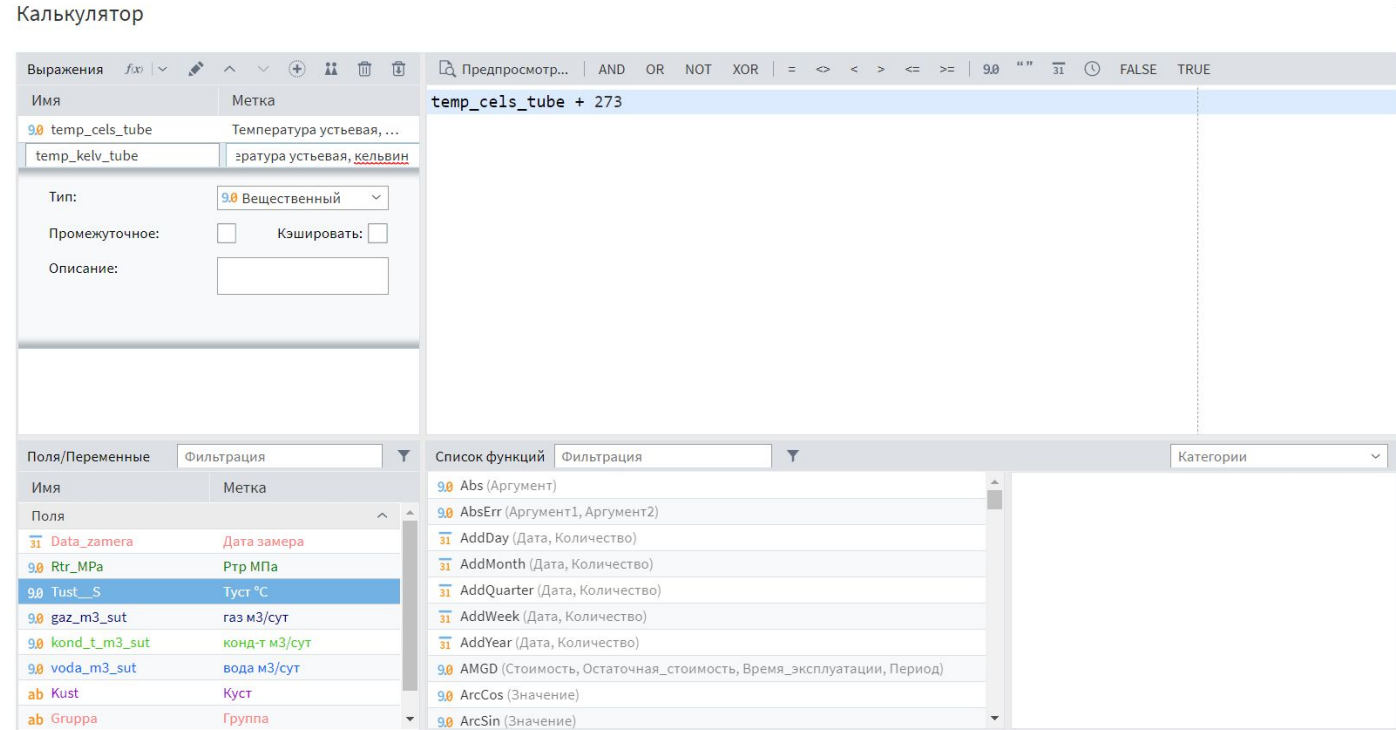 Калькулятор
Выражения f(x) Предпросмотр... AND OR NOT XOR = <> < > <= >= 9.0 “ ” 31 FALSE TRUE
Имя Метка
temp_cels_tube + 273
9.0 temp_cels_tube Температура устьевая, ...
temp_kelv_tube ература устьевая, кельвин
Тип: 9.0 Вещественный
Промежуточное: Кэшировать:
Описание:
Поля/Переменные Фильтрация
Имя Метка
Поля
31 Data_zamera Дата замера
9.0 Rtr_MPa Pтр МПа
9.0 Tust__S Туст °C
9.0 gaz_m3_sut газ м3/сут
9.0 kond_t_m3_sut конд-т м3/сут
9.0 voda_m3_sut вода м3/сут
ab Kust Куст
ab Gruppa Группа
Список функций Фильтрация Категории
9.0 Abs (Аргумент)
9.0 AbsErr (Аргумент1, Аргумент2)
31 AddDay (Дата, Количество)
31 AddMonth (Дата, Количество)
31 AddQuarter (Дата, Количество)
31 AddWeek (Дата, Количество)
31 AddYear (Дата, Количество)
9.0 AMGD (Стоимость, Остаточная_стоимость, Время_эксплуатации, Период)
9.0 ArcCos (Значение)
9.0 ArcSin (Значение)